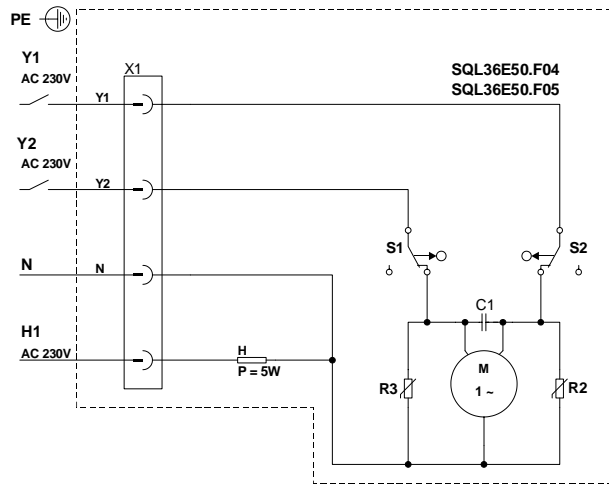 PE
Y1
AC 230V
X1
Y1
SQL36E50.F04
SQL36E50.F05
Y2
AC 230V
Y2
S1
S2
N
N
H1
AC 230V
H
P = 5W
C1
M
1 ~
R3
R2